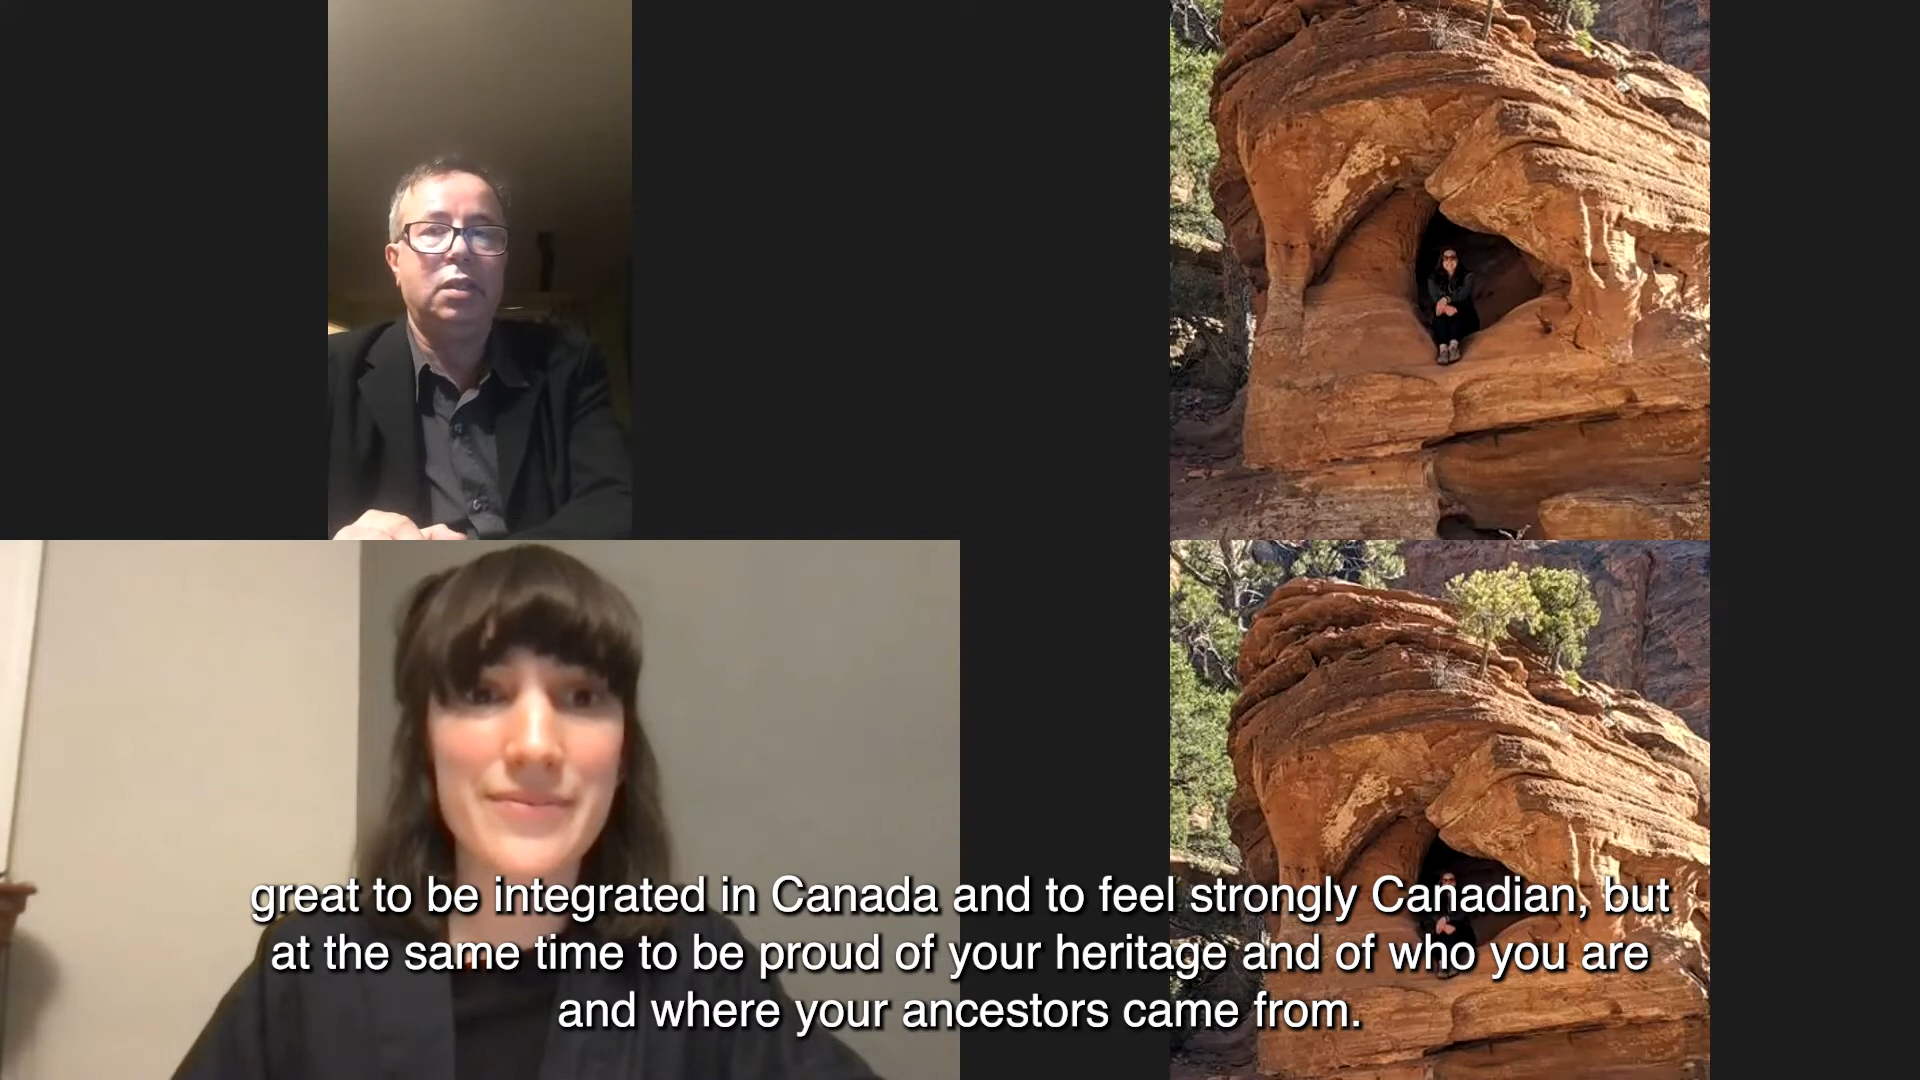 great to be integrated in Canada and to feel strongly Canadian, but
at the same time to be proud of your heritage and of who you are
and where your ancestors came from.